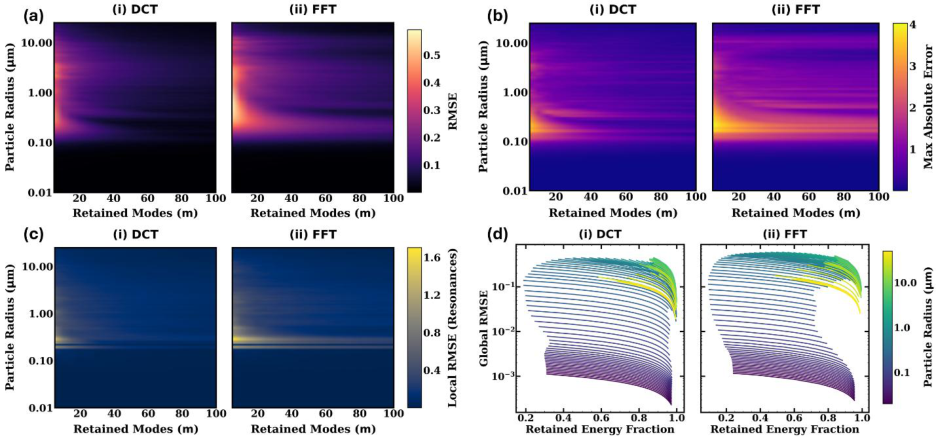 (a)
(i) DCT
(ii) FFT
Particle Radius (μm)
10.00
1.00
0.10
0.01
20 40 60 80 100
20 40 60 80 100
Retained Modes (m)
Retained Modes (m)
0.5
0.4
0.3
0.2
0.1
RMSE
(b)
(i) DCT
(ii) FFT
Particle Radius (μm)
10.00
1.00
0.10
0.01
20 40 60 80 100
20 40 60 80 100
Retained Modes (m)
Retained Modes (m)
4
3
2
1
Max Absolute Error
(c)
(i) DCT
(ii) FFT
Particle Radius (μm)
10.00
1.00
0.10
0.01
20 40 60 80 100
20 40 60 80 100
Retained Modes (m)
Retained Modes (m)
1.6
1.2
0.8
0.4
Local RMSE (Resonances)
(d)
(i) DCT
(ii) FFT
Global RMSE
10⁻¹
10⁻²
10⁻³
0.2 0.4 0.6 0.8 1.0
0.2 0.4 0.6 0.8 1.0
Retained Energy Fraction
Retained Energy Fraction
10.0
1.0
0.1
Particle Radius (μm)